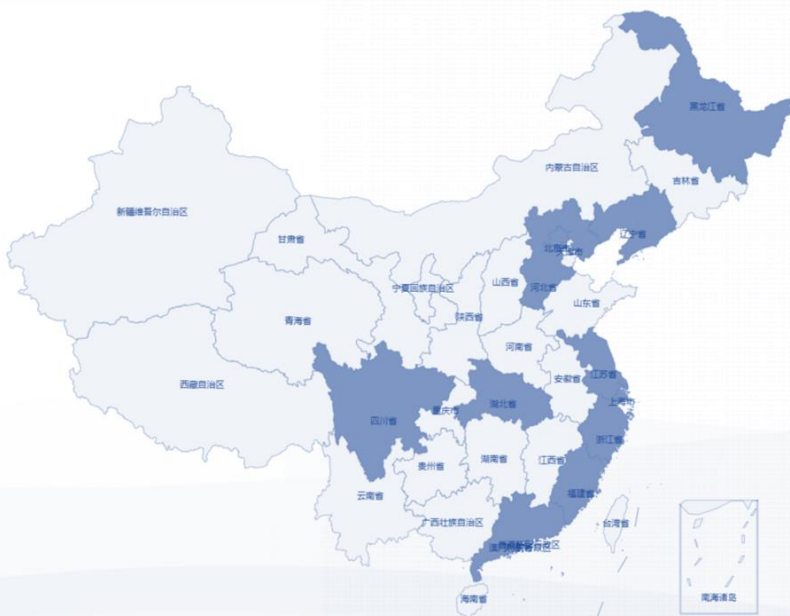 黑龙江省
内蒙古自治区
吉林省
新疆维吾尔自治区
辽宁省
甘肃省
北京市
天津市
山西省
宁夏回族自治区
河北省
山东省
陕西省
青海省
河南省
江苏省
安徽省
西藏自治区
上海市
湖北省
重庆市
四川省
浙江省
湖南省
江西省
贵州省
福建省
云南省
广西壮族自治区
台湾省
南海诸岛
海南省